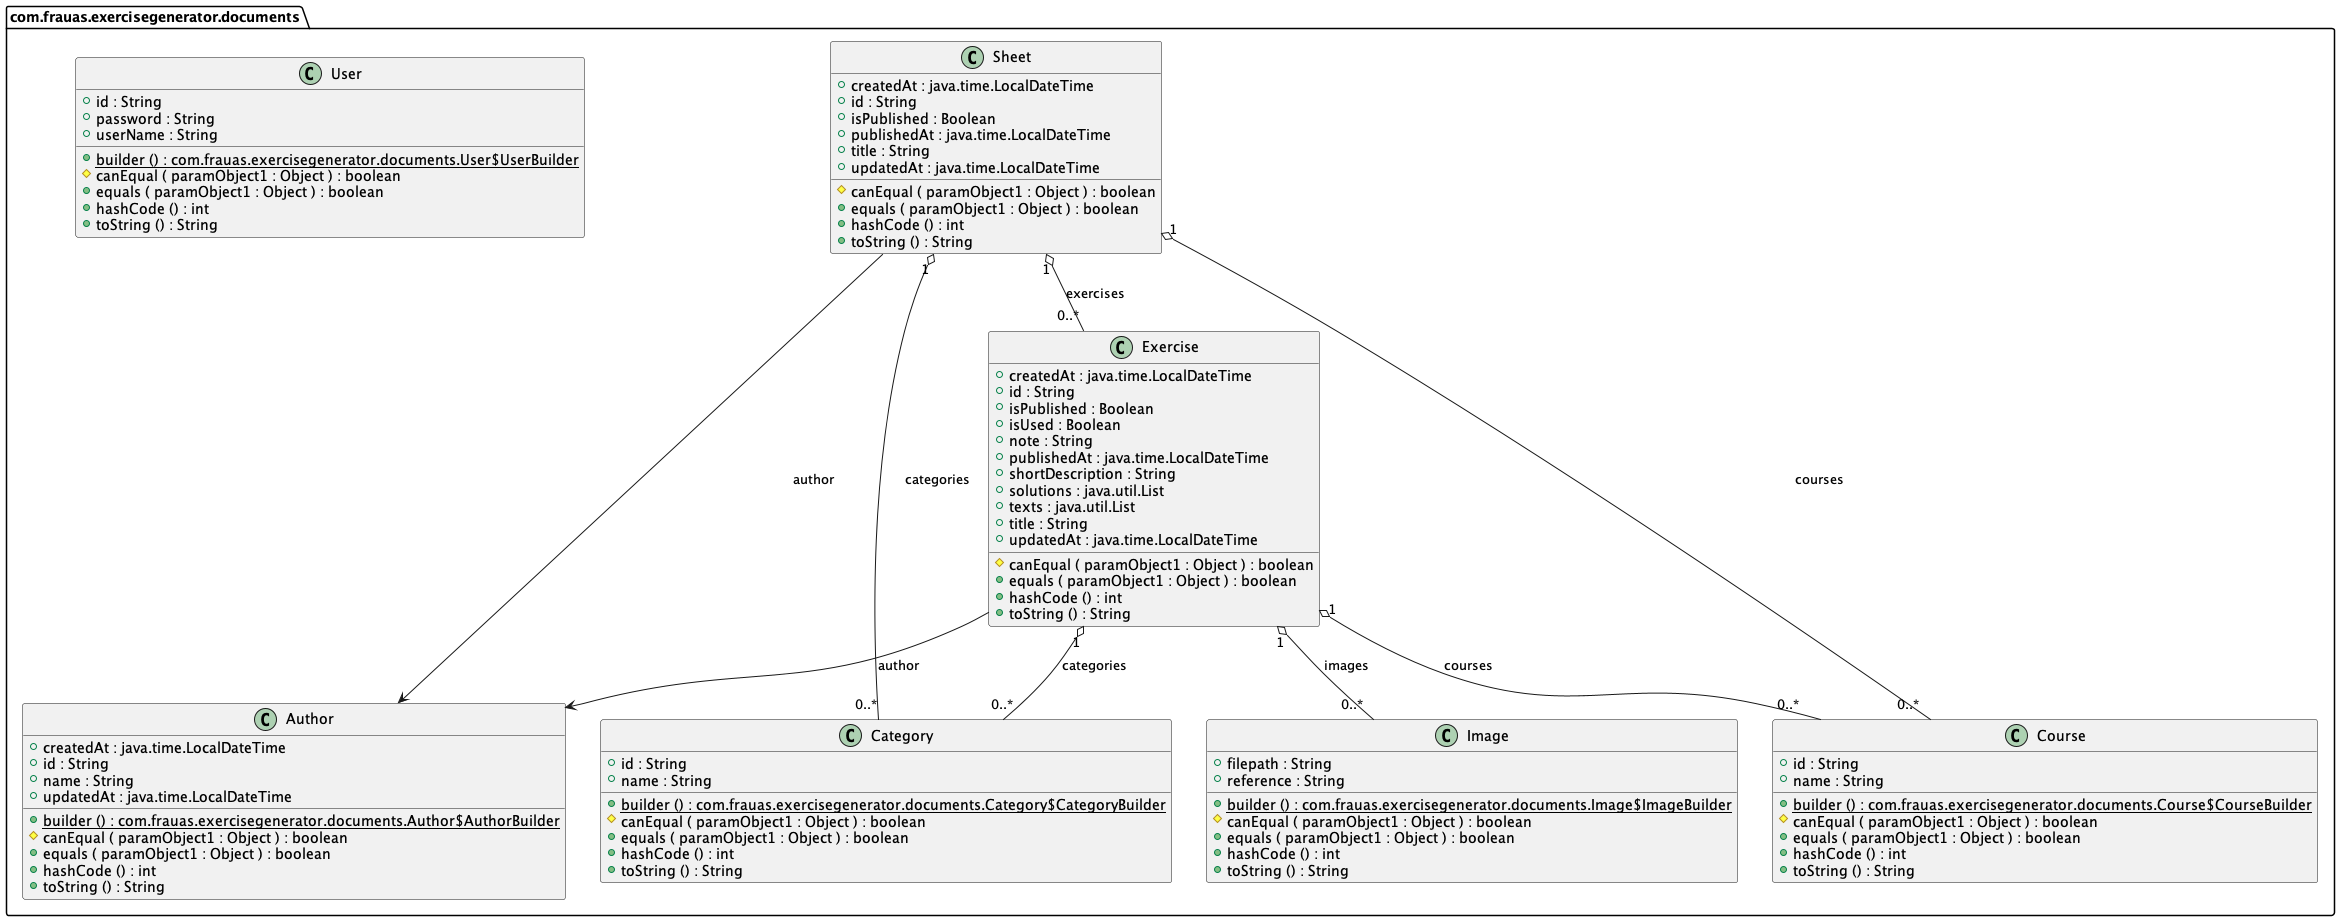 com.frauas.exercisegenerator.documents
C User
id : String
password : String
userName : String
builder () : com.frauas.exercisegenerator.documents.User$UserBuilder
canEqual ( paramObject1 : Object ) : boolean
equals ( paramObject1 : Object ) : boolean
hashCode () : int
toString () : String
C Sheet
createdAt : java.time.LocalDateTime
id : String
isPublished : Boolean
publishedAt : java.time.LocalDateTime
title : String
updatedAt : java.time.LocalDateTime
canEqual ( paramObject1 : Object ) : boolean
equals ( paramObject1 : Object ) : boolean
hashCode () : int
toString () : String
1
1
1
exercises
0..*
C Exercise
createdAt : java.time.LocalDateTime
id : String
isPublished : Boolean
isUsed : Boolean
note : String
publishedAt : java.time.LocalDateTime
shortDescription : String
solutions : java.util.List
texts : java.util.List
title : String
updatedAt : java.time.LocalDateTime
canEqual ( paramObject1 : Object ) : boolean
equals ( paramObject1 : Object ) : boolean
hashCode () : int
toString () : String
author
categories
courses
1
1
1
author
categories
images
courses
0..*
0..*
0..*
0..*
0..*
C Author
createdAt : java.time.LocalDateTime
id : String
name : String
updatedAt : java.time.LocalDateTime
builder () : com.frauas.exercisegenerator.documents.Author$AuthorBuilder
canEqual ( paramObject1 : Object ) : boolean
equals ( paramObject1 : Object ) : boolean
hashCode () : int
toString () : String
C Category
id : String
name : String
builder () : com.frauas.exercisegenerator.documents.Category$CategoryBuilder
canEqual ( paramObject1 : Object ) : boolean
equals ( paramObject1 : Object ) : boolean
hashCode () : int
toString () : String
C Image
filepath : String
reference : String
builder () : com.frauas.exercisegenerator.documents.Image$ImageBuilder
canEqual ( paramObject1 : Object ) : boolean
equals ( paramObject1 : Object ) : boolean
hashCode () : int
toString () : String
C Course
id : String
name : String
builder () : com.frauas.exercisegenerator.documents.Course$CourseBuilder
canEqual ( paramObject1 : Object ) : boolean
equals ( paramObject1 : Object ) : boolean
hashCode () : int
toString () : String